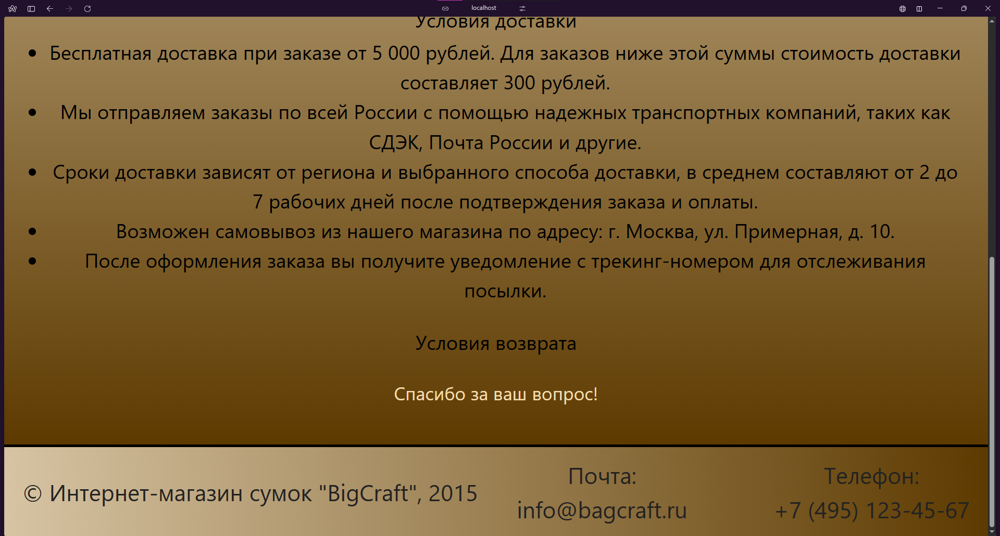 localhost
Условия доставки
Бесплатная доставка при заказе от 5 000 рублей. Для заказов ниже этой суммы стоимость доставки
составляет 300 рублей.
Мы отправляем заказы по всей России с помощью надежных транспортных компаний, таких как
СДЭК, Почта России и другие.
Сроки доставки зависят от региона и выбранного способа доставки, в среднем составляют от 2 до
7 рабочих дней после подтверждения заказа и оплаты.
Возможен самовывоз из нашего магазина по адресу: г. Москва, ул. Примерная, д. 10.
После оформления заказа вы получите уведомление с трекинг-номером для отслеживания
посылки.
Условия возврата
Спасибо за ваш вопрос!
© Интернет-магазин сумок "BigCraft", 2015
Почта:
info@bagcraft.ru
Телефон:
+7 (495) 123-45-67